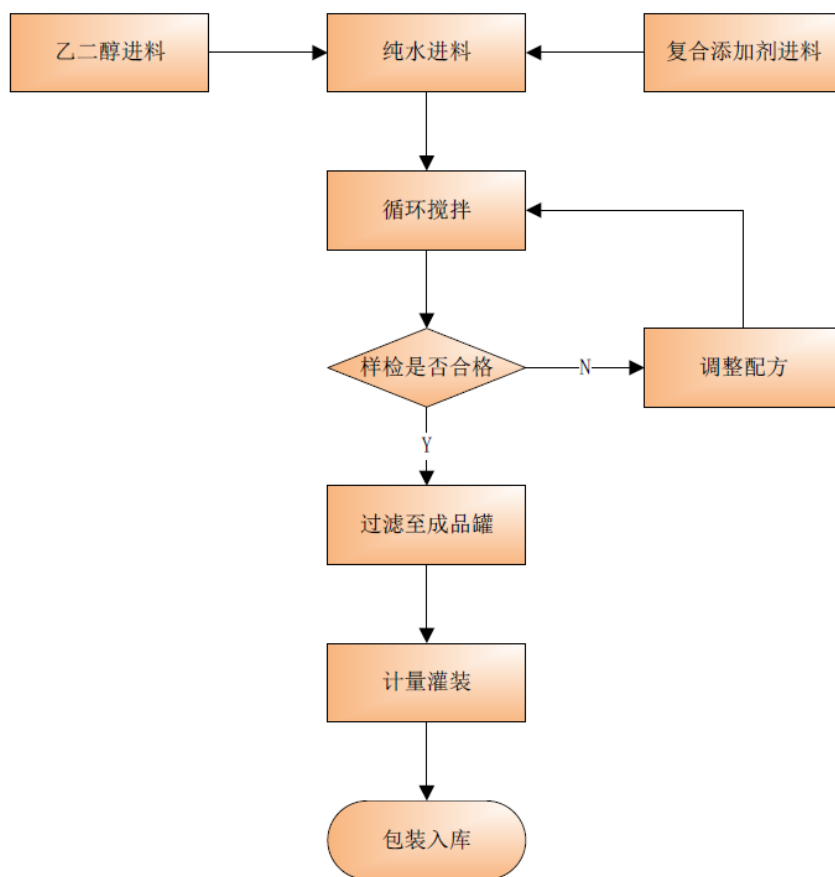 乙二醇进料
纯水进料
复合添加剂进料
循环搅拌
样检是否合格
N
调整配方
Y
过滤至成品罐
计量灌装
包装入库